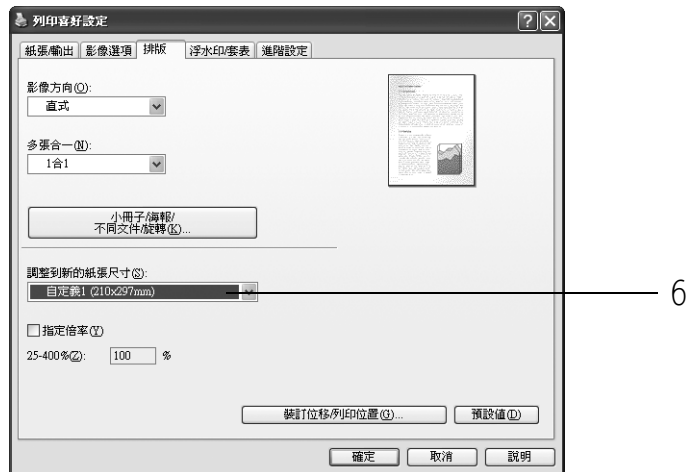 列印喜好設定
紙張/輸出 影像選項 排版 浮水印/套表 進階設定
影像方向(O):
直式
多張合一(N):
1合1
小冊子/海報/
不同文件/旋轉(K)...
調整到新的紙張尺寸(S):
自定義1 (210x297mm)
6
指定倍率(Y)
25-400%(Z): 100 %
裝訂位移/列印位置(G)... 預設值(D)
確定 取消 說明